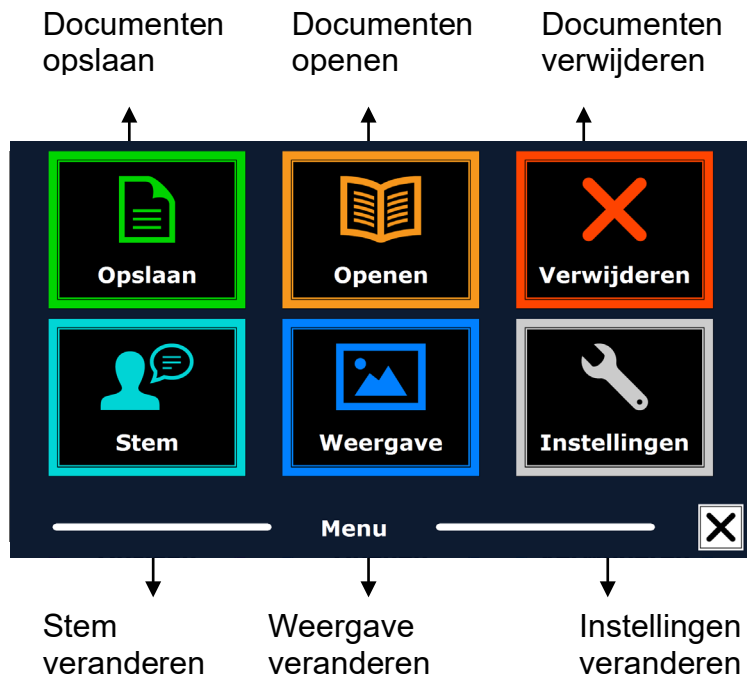 Documenten
opslaan
Documenten
openen
Documenten
verwijderen
Opslaan
Openen
Verwijderen
Stem
Weergave
Instellingen
Menu
Stem
veranderen
Weergave
veranderen
Instellingen
veranderen